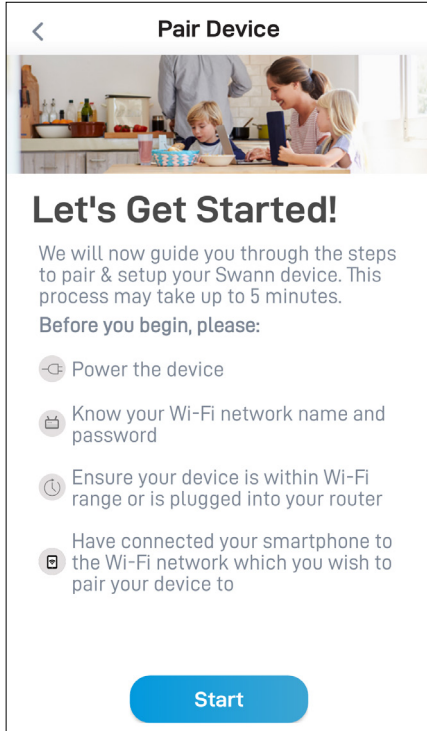 Pair Device
Let's Get Started!
We will now guide you through the steps
to pair & setup your Swann device. This
process may take up to 5 minutes.
Before you begin, please:
Power the device
Know your Wi-Fi network name and
password
Ensure your device is within Wi-Fi
range or is plugged into your router
Have connected your smartphone to
the Wi-Fi network which you wish to
pair your device to
Start